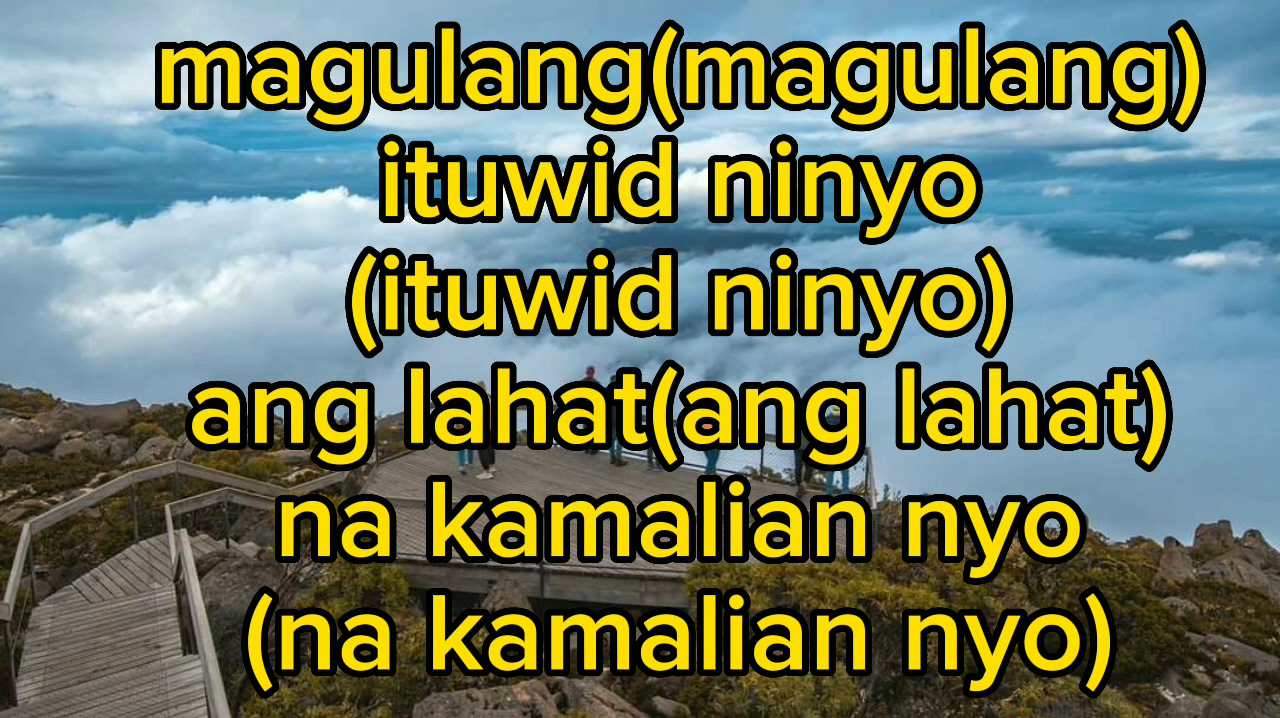 magulang(magulang)
ituwid ninyo
(ituwid ninyo)
ang lahat(ang lahat)
na kamalian nyo
(na kamalian nyo)